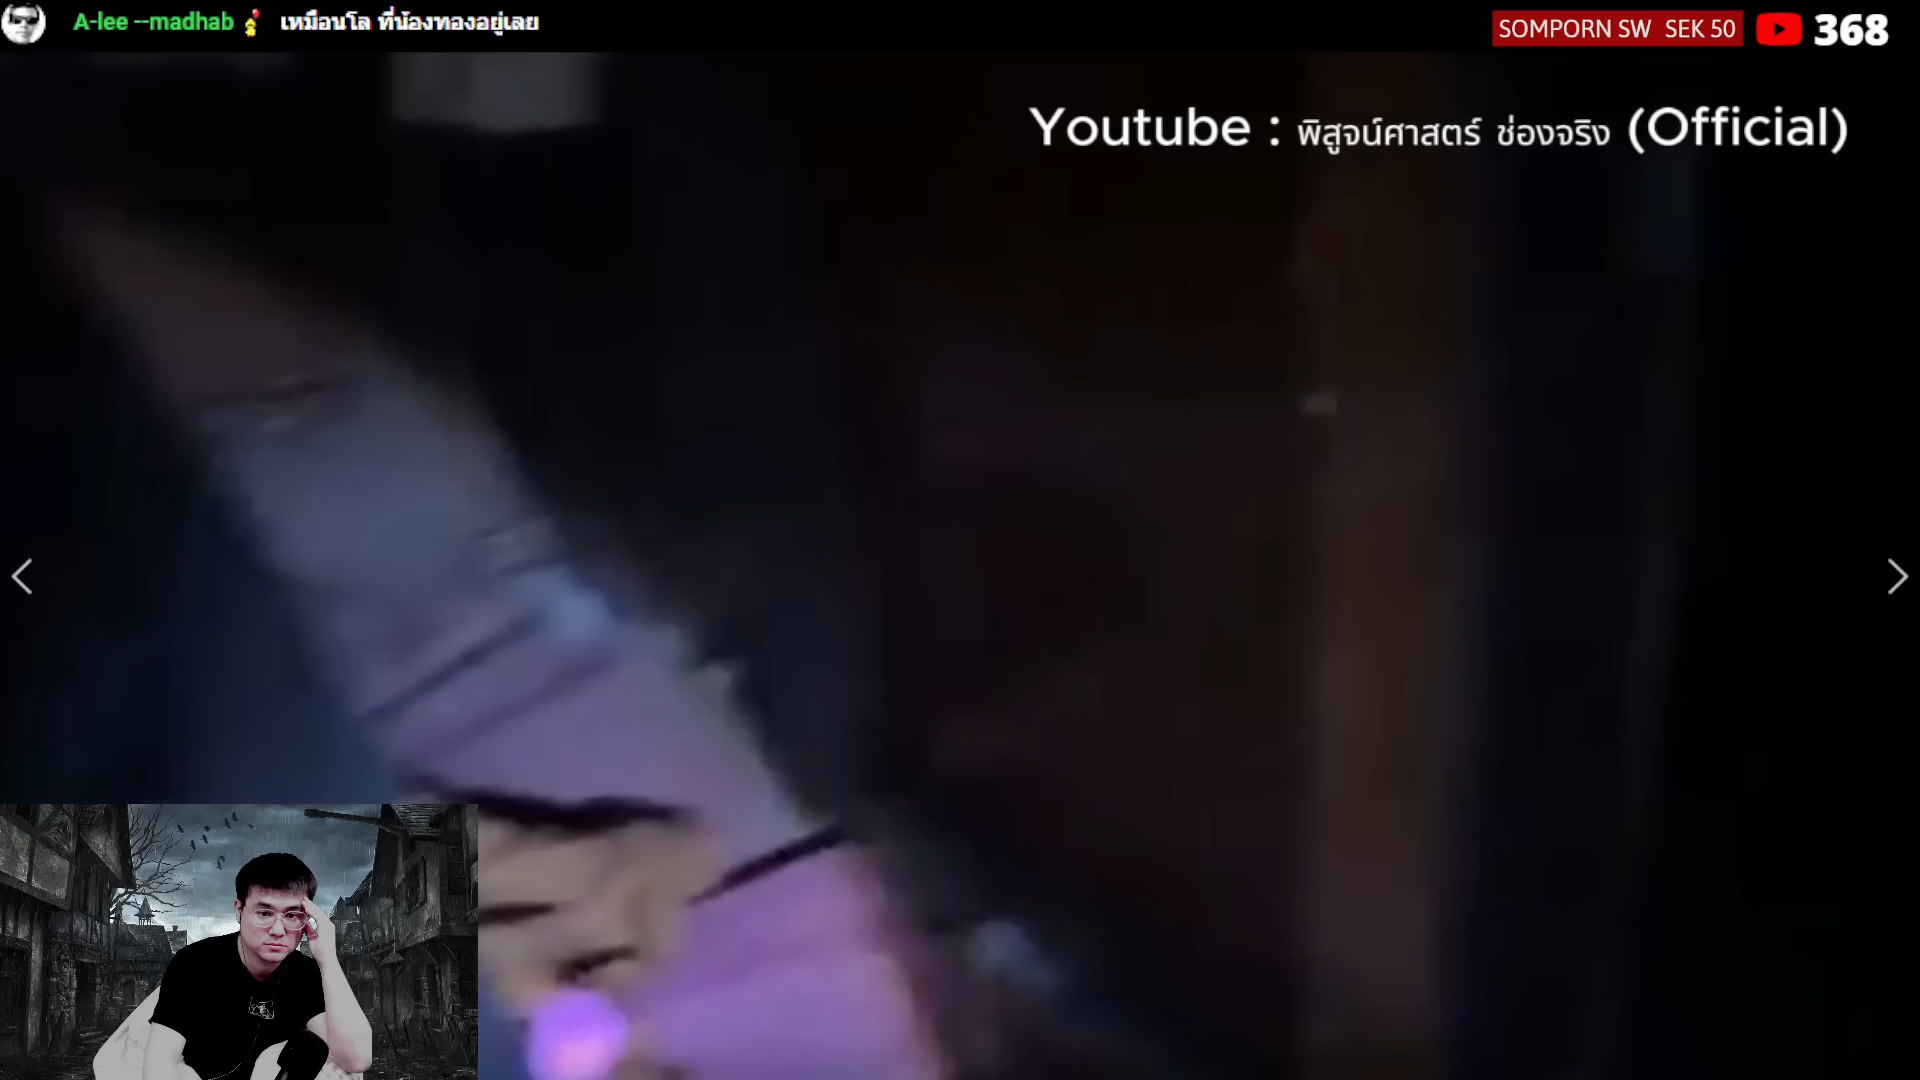 A-lee --madhab เหมือนโล ที่น้องทองอยู่เลย
SOMPORN SW SEK 50
368
Youtube : พิสูจน์ศาสตร์ ช่องจริง (Official)